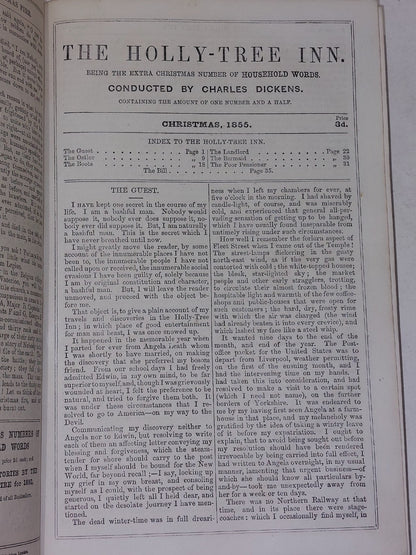 THE HOLLY-TREE INN.
BEING THE EXTRA CHRISTMAS NUMBER OF HOUSEHOLD WORDS.
CONDUCTED BY CHARLES DICKENS.
CONTAINING THE AMOUNT OF ONE NUMBER AND A HALF.
CHRISTMAS, 1855.
Price
3d.
INDEX TO THE HOLLY-TREE INN.
The Guest Page 1
The Ostler „ 9
The Boots „ 18
The Landlord Page 22
The Barmaid „ 30
The Poor Pensioner „ 31
The Bill Page 35.
THE GUEST.
I HAVE kept one secret in the course of my
life. I am a bashful man. Nobody would
suppose it, nobody ever does suppose it, no-
body ever did suppose it. But, I am naturally
a bashful man. This is the secret which I
have never breathed until now.
I might greatly move the reader, by some
account of the innumerable places I have not
been to, the innumerable people I have not
called upon or received, the innumerable social
evasions I have been guilty of, solely because
I am by original constitution and character,
a bashful man. But, I will leave the reader
unmoved, and proceed with the object
before me.
That object is, to give a plain account of my
travels and discoveries in the Holly-Tree
Inn; in which place of good entertainment
for man and beast, I was once snowed up.
It happened in the memorable year when
I parted for ever from Angela Leath whom
I was shortly to have married, on making
the discovery that she preferred my bosom
friend. From our school days I had freely
admitted Edwin, in my own mind, to be far
superior to myself, and, though I was grievously
wounded at heart, I felt the preference to be
natural, and tried to forgive them both. It
was under these circumstances that I re-
solved to go to America—on my way to the
Devil.
Communicating my discovery neither to
Angela nor to Edwin, but resolving to write
each of them an affecting letter conveying my
blessing and forgiveness, which the steam-
tender for shore should carry to the post
when I myself should be bound for the New
World, far beyond recall;—I say, locking up
my grief in my own breast, and consoling
myself as I could, with the prospect of being
generous, I quietly left all I held dear, and
started on the desolate journey I have men-
tioned.
The dead winter-time was in full dreari-
ness when I left my chambers for ever, at
five o'clock in the morning. I had shaved by
candle-light, of course, and was miserably
cold, and experienced that general all-per-
vading sensation of getting up to be hanged,
which I have usually found inseparable from
untimely rising under such circumstances.
How well I remember the forlorn aspect of
Fleet Street when I came out of the Temple!
The street-lamps flickering in the gusty
north-east wind, as if the very gas were
contorted with cold; the white-topped houses;
the bleak, star-lighted sky; the market
people and other early stragglers, trotting,
to circulate their almost frozen blood; the
hospitable light and warmth of the few coffee-
shops and public-houses that were open for
such customers; the hard, dry, frosty rime
with which the air was charged (the wind
had already beaten it into every crevice), and
which lashed my face like a steel whip.
It wanted nine days to the end of the
month, and end of the year. The Post-
office packet for the United States was to
depart from Liverpool, weather permitting,
on the first of the ensuing month, and I
had the intervening time on my hands. I
had taken this into consideration, and had
resolved to make a visit to a certain spot
(which I need not name), on the further
borders of Yorkshire. It was endeared to
me by my having first seen Angela at a farm-
house in that place, and my melancholy was
gratified by the idea of taking a wintry leave
of it before my expatriation. I ought to
explain, that to avoid being sought out before
my resolution should have been rendered
irrevocable by being carried into full effect, I
had written to Angela overnight, in my usual
manner, lamenting that urgent business—of
which she should know all particulars by-
and-by—took me unexpectedly away from
her for a week or ten days.
There was no Northern Railway at that
time, and in its place there were stage-
coaches: which I occasionally find myself, in